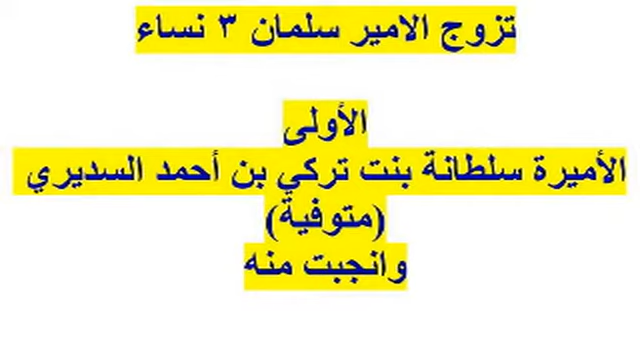 تزوج الامير سلمان ٣ نساء
الأولى
الأميرة سلطانة بنت تركي بن أحمد السديري
(متوفية)
وانجبت منه